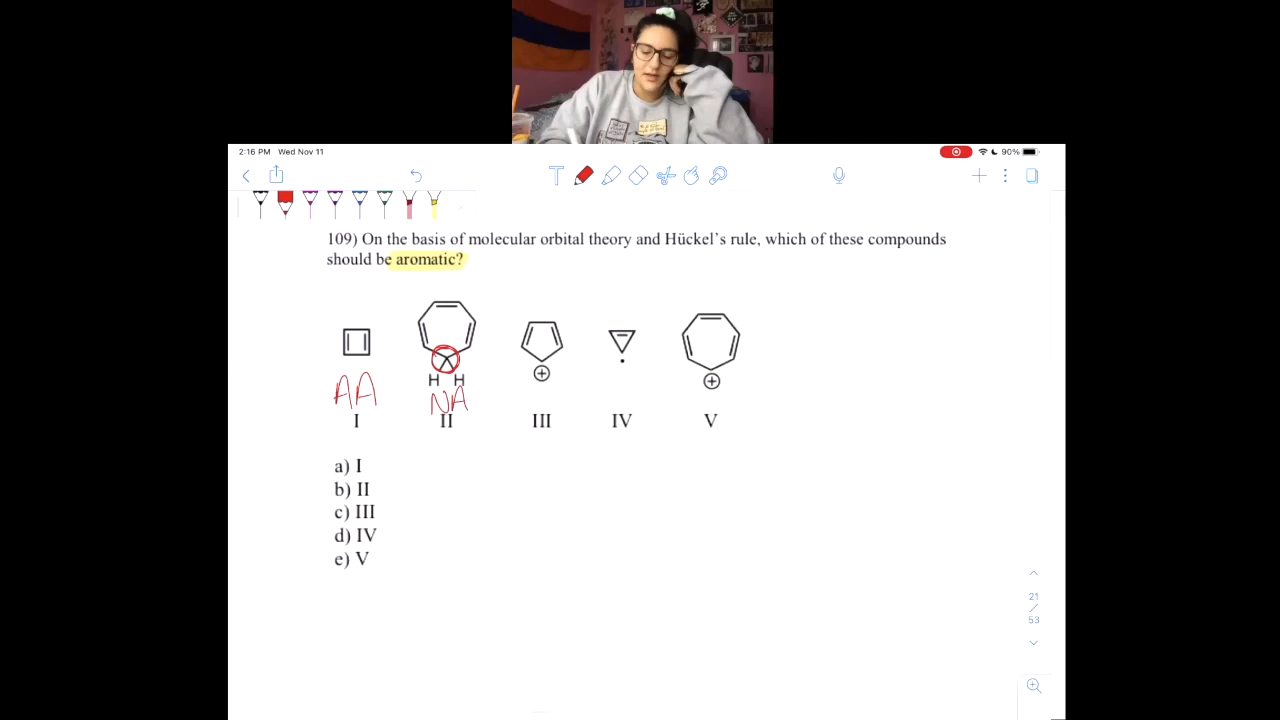 2:16 PM Wed Nov 11
90%
T
109) On the basis of molecular orbital theory and Hückel's rule, which of these compounds
should be aromatic?
H H
AA
NA
I II III IV V
a) I
b) II
c) III
d) IV
e) V
21
/
53